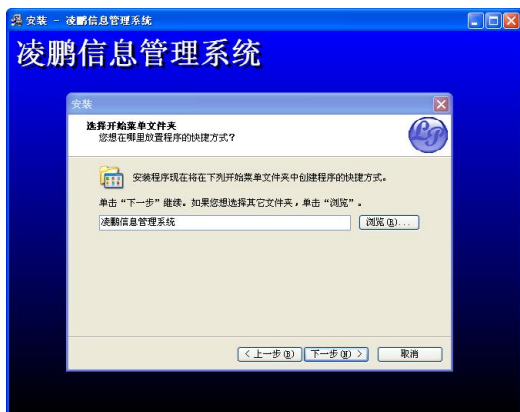 安装 - 凌鹏信息管理系统
凌鹏信息管理系统
安装
选择开始菜单文件夹
您想在哪里放置程序的快捷方式?
LP
安装程序现在将在下列开始菜单文件夹中创建程序的快捷方式。
单击“下一步”继续。如果您想选择其它文件夹，单击“浏览”。
凌鹏信息管理系统
浏览(R)...
< 上一步(B)
下一步(N) >
取消